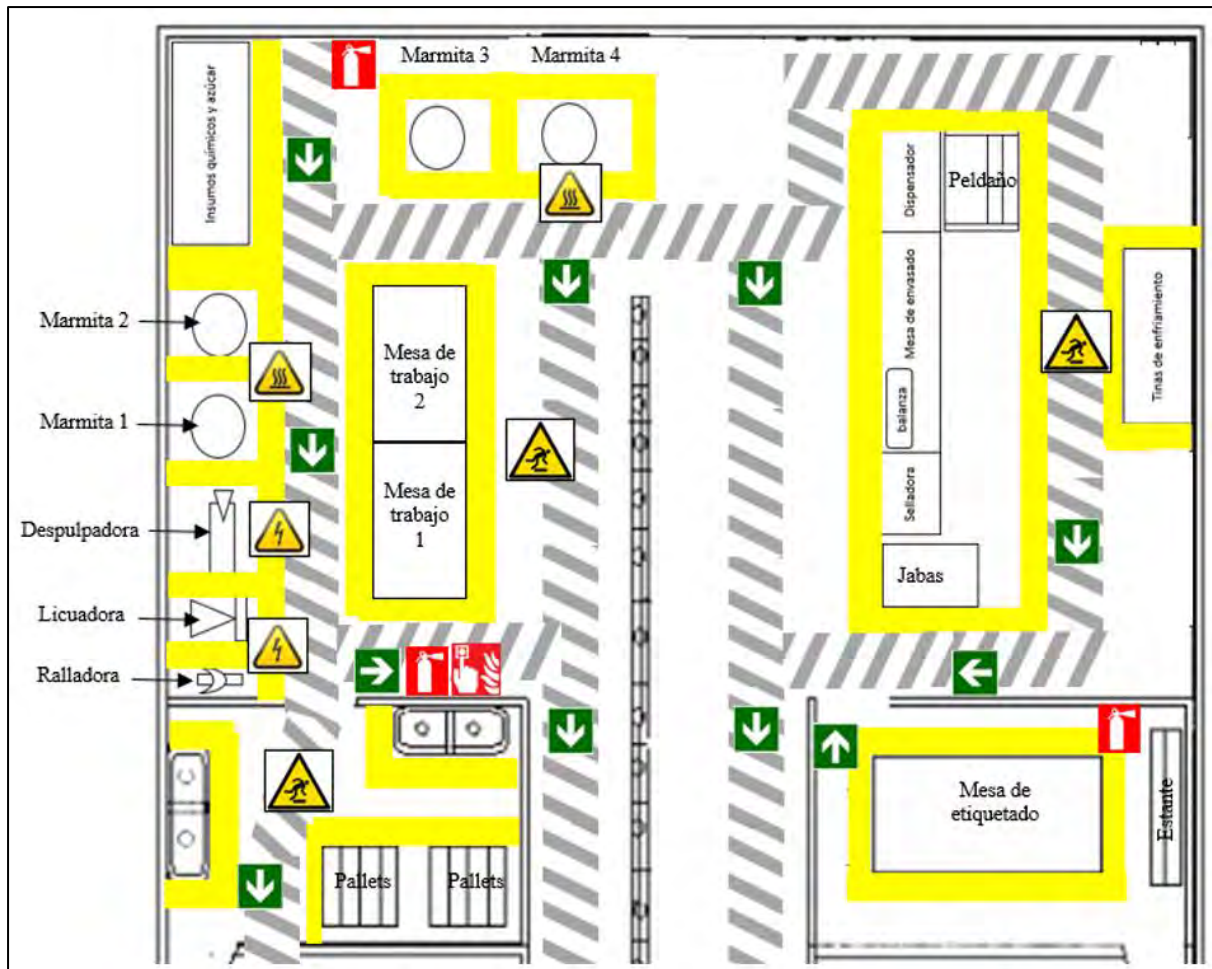 Marmita 3
Marmita 4
Insumos químicos y azúcar
Dispensador
Peldaño
Marmita 2
Mesa de envasado
Tinas de enfriamiento
Mesa de
trabajo
2
balanza
Marmita 1
Mesa de
trabajo
1
Selladora
Despulpadora
Jabas
Licuadora
Ralladora
Mesa de
etiquetado
Estante
Pallets
Pallets